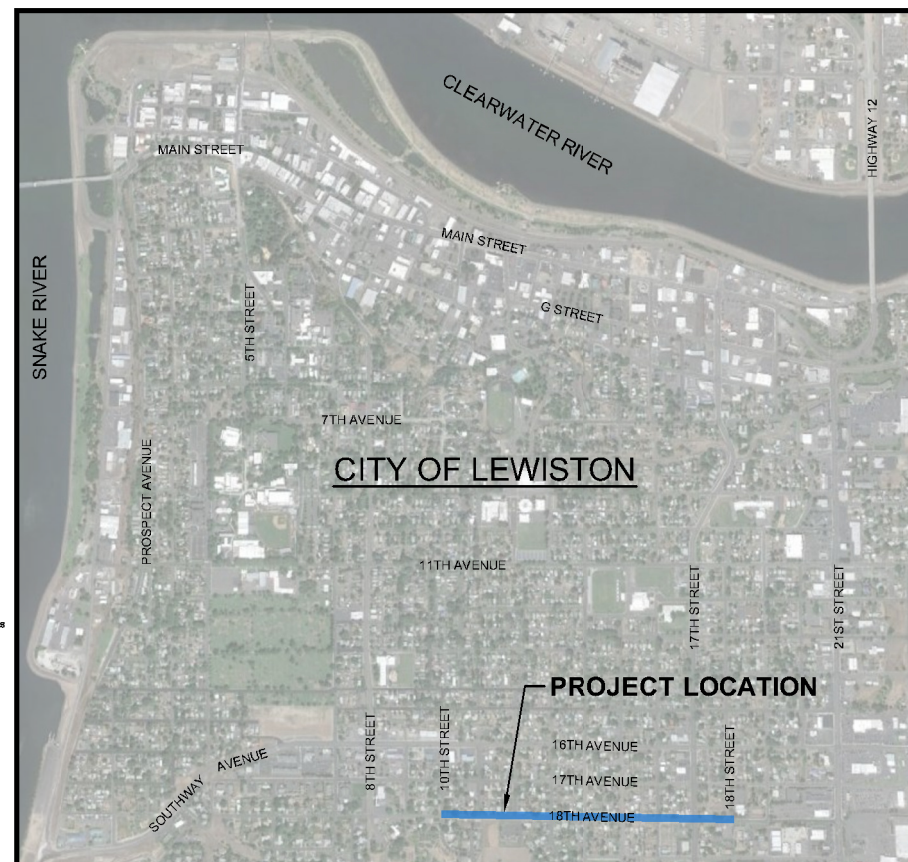 CLEARWATER RIVER
HIGHWAY 12
MAIN STREET
MAIN STREET
SNAKE RIVER
5TH STREET
G STREET
7TH AVENUE
PROSPECT AVENUE
CITY OF LEWISTON
11TH AVENUE
17TH STREET
21ST STREET
PROJECT LOCATION
8TH STREET
10TH STREET
16TH AVENUE
18TH STREET
SOUTHWAY AVENUE
17TH AVENUE
18TH AVENUE